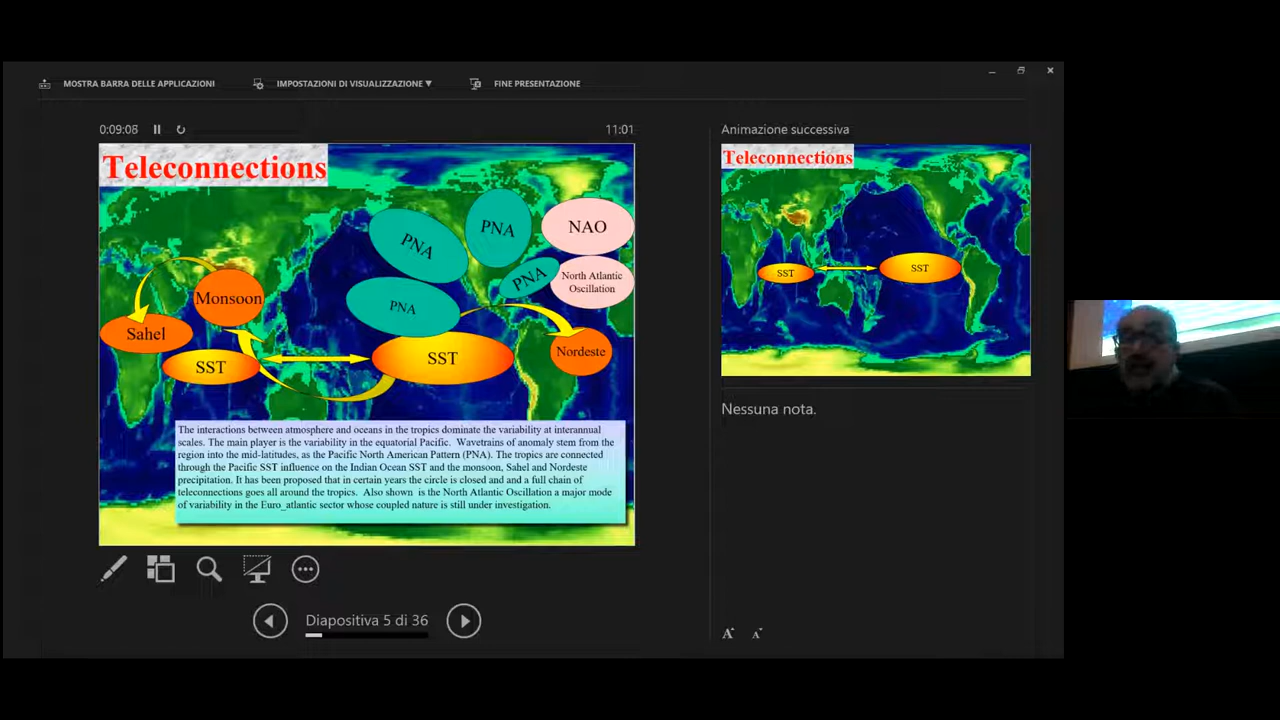 MOSTRA BARRA DELLE APPLICAZIONI
IMPOSTAZIONI DI VISUALIZZAZIONE ▼
FINE PRESENTAZIONE
0:09:08
11:01
Teleconnections
PNA
PNA
NAO
PNA
North Atlantic
Oscillation
Monsoon
PNA
Sahel
SST
SST
Nordeste
The interactions between atmosphere and oceans in the tropics dominate the variability at interannual
scales. The main player is the variability in the equatorial Pacific. Wavetrains of anomaly stem from the
region into the mid-latitudes, as the Pacific North American Pattern (PNA). The tropics are connected
through the Pacific SST influence on the Indian Ocean SST and the monsoon, Sahel and Nordeste
precipitation. It has been proposed that in certain years the circle is closed and and a full chain of
teleconnections goes all around the tropics. Also shown is the North Atlantic Oscillation a major mode
of variability in the Euro_atlantic sector whose coupled nature is still under investigation.
Diapositiva 5 di 36
Animazione successiva
Teleconnections
SST
SST
Nessuna nota.
A A